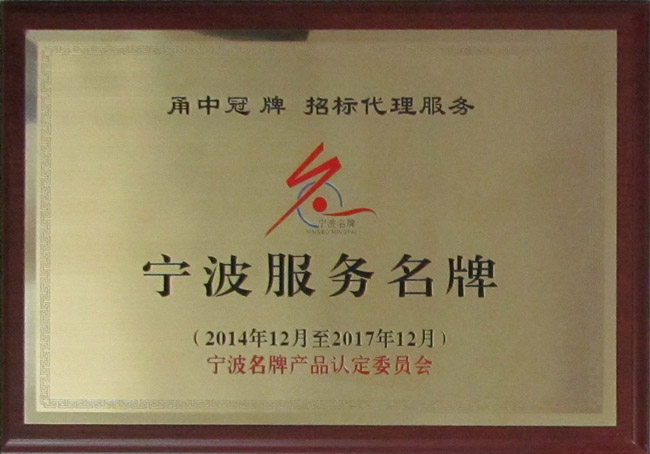 甬中冠 牌 招标代理服务
宁波名牌
NINGBO MINGPAI
宁波服务名牌
（2014年12月至2017年12月）
宁波名牌产品认定委员会